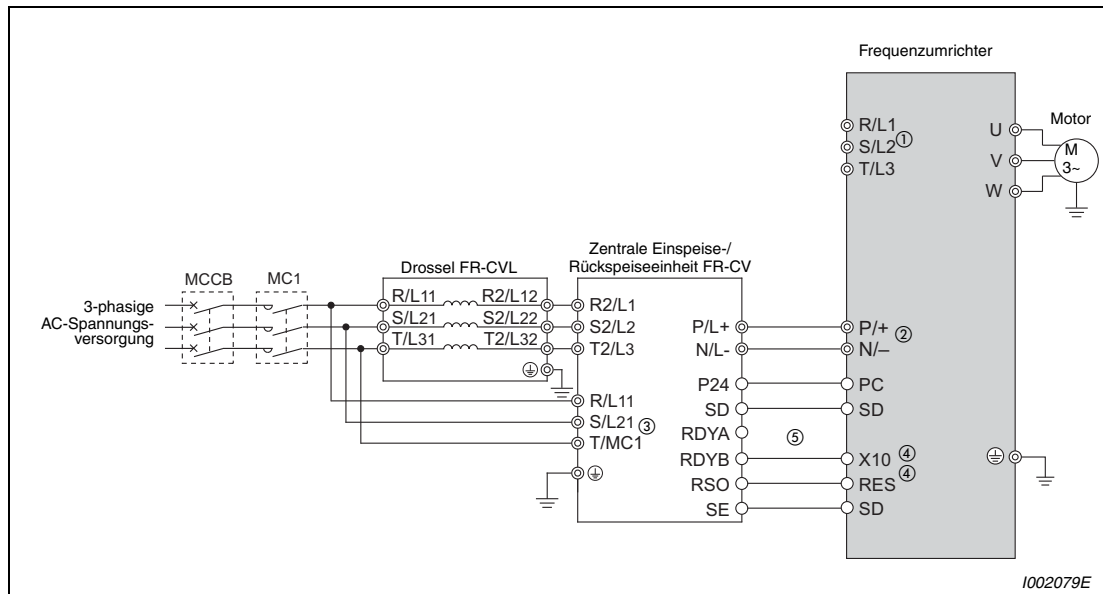 Frequenzumrichter
R/L1
S/L2 ①
T/L3
U
V
W
Motor
M
3~
Zentrale Einspeise-/
Rückspeiseeinheit FR-CV
Drossel FR-CVL
MCCB
MC1
3-phasige
AC-Spannungs-
versorgung
R/L11 R2/L12
S/L21 S2/L22
T/L31 T2/L32
R2/L1
S2/L2
T2/L3
R/L11
S/L21 ③
T/MC1
P/L+
N/L-
P24
SD
RDYA
RDYB
RSO
SE
⑤
P/+
N/– ②
PC
SD
X10 ④
RES ④
SD
I002079E